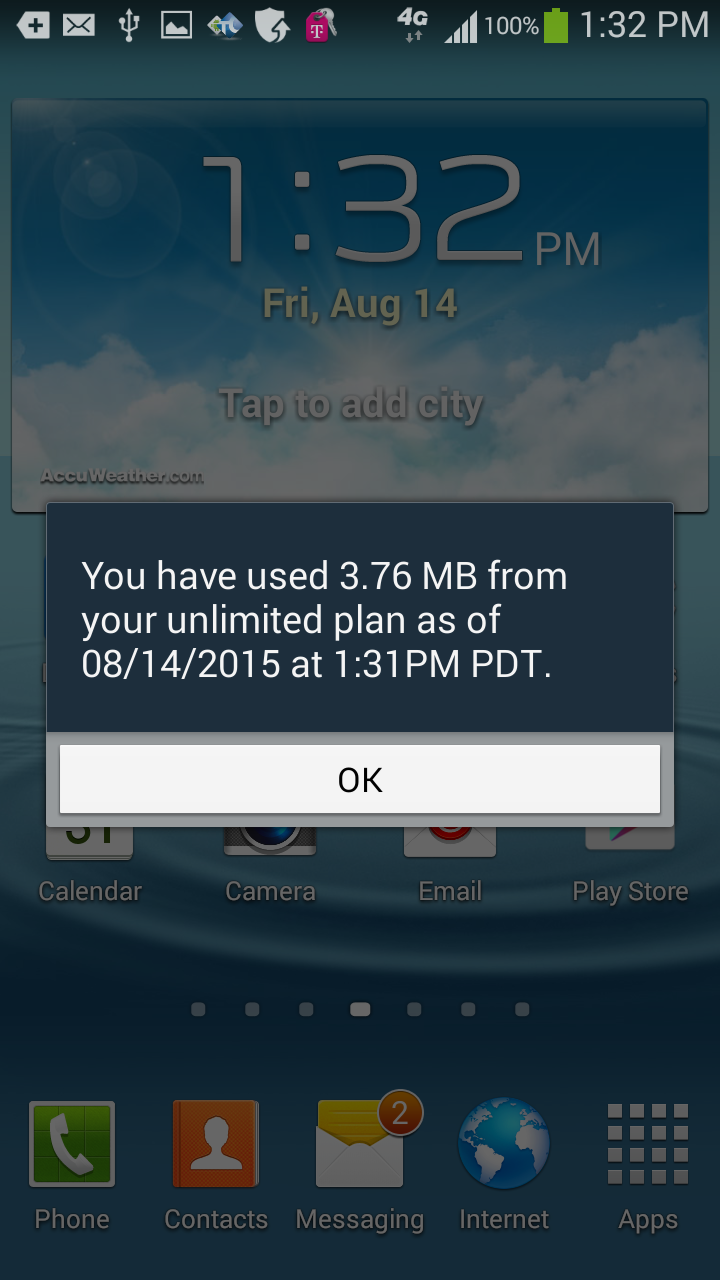 4G 100% 1:32 PM
1:32 PM
Fri, Aug 14
Tap to add city
AccuWeather.com
You have used 3.76 MB from
your unlimited plan as of
08/14/2015 at 1:31PM PDT.
OK
31
Calendar Camera Email Play Store
2
Phone Contacts Messaging Internet Apps